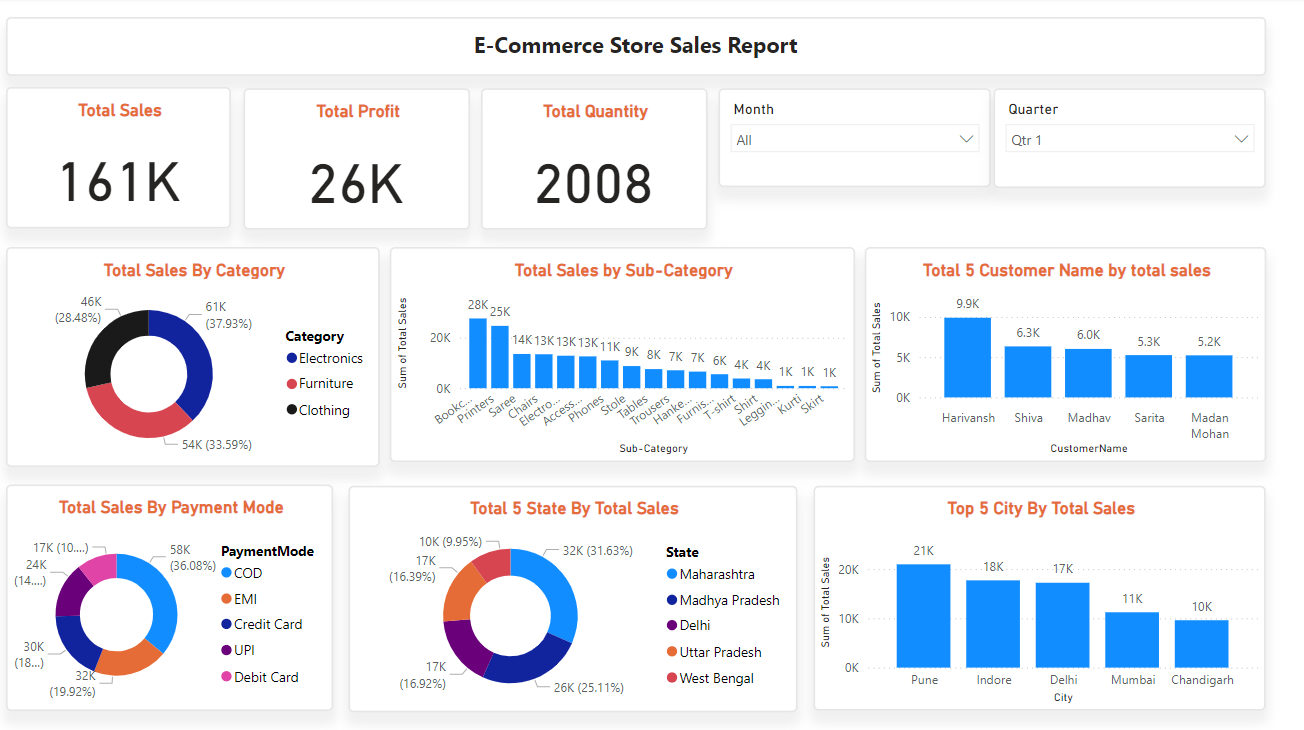 E-Commerce Store Sales Report
Total Sales
161K
Total Profit
26K
Total Quantity
2008
Month
All
Quarter
Qtr 1
Total Sales By Category
46K
(28.48%)
61K
(37.93%)
54K (33.59%)
Category
Electronics
Furniture
Clothing
Total Sales by Sub-Category
Sum of Total Sales
20K
0K
28K
25K
14K
13K
13K
13K
11K
9K
8K
7K
7K
6K
4K
4K
1K
1K
1K
Bookc...
Printers
Saree
Chairs
Electro...
Access...
Phones
Stole
Tables
Trousers
Hanke...
Furnis...
T-shirt
Shirt
Leggin...
Kurti
Skirt
Sub-Category
Total 5 Customer Name by total sales
Sum of Total Sales
10K
5K
0K
9.9K
6.3K
6.0K
5.3K
5.2K
Harivansh
Shiva
Madhav
Sarita
Madan
Mohan
CustomerName
Total Sales By Payment Mode
17K (10....)
24K
(14....)
30K
(18...)
32K
(19.92%)
58K
(36.08%)
PaymentMode
COD
EMI
Credit Card
UPI
Debit Card
Total 5 State By Total Sales
10K (9.95%)
17K
(16.39%)
17K
(16.92%)
32K (31.63%)
26K (25.11%)
State
Maharashtra
Madhya Pradesh
Delhi
Uttar Pradesh
West Bengal
Top 5 City By Total Sales
Sum of Total Sales
20K
10K
0K
21K
18K
17K
11K
10K
Pune
Indore
Delhi
Mumbai
Chandigarh
City